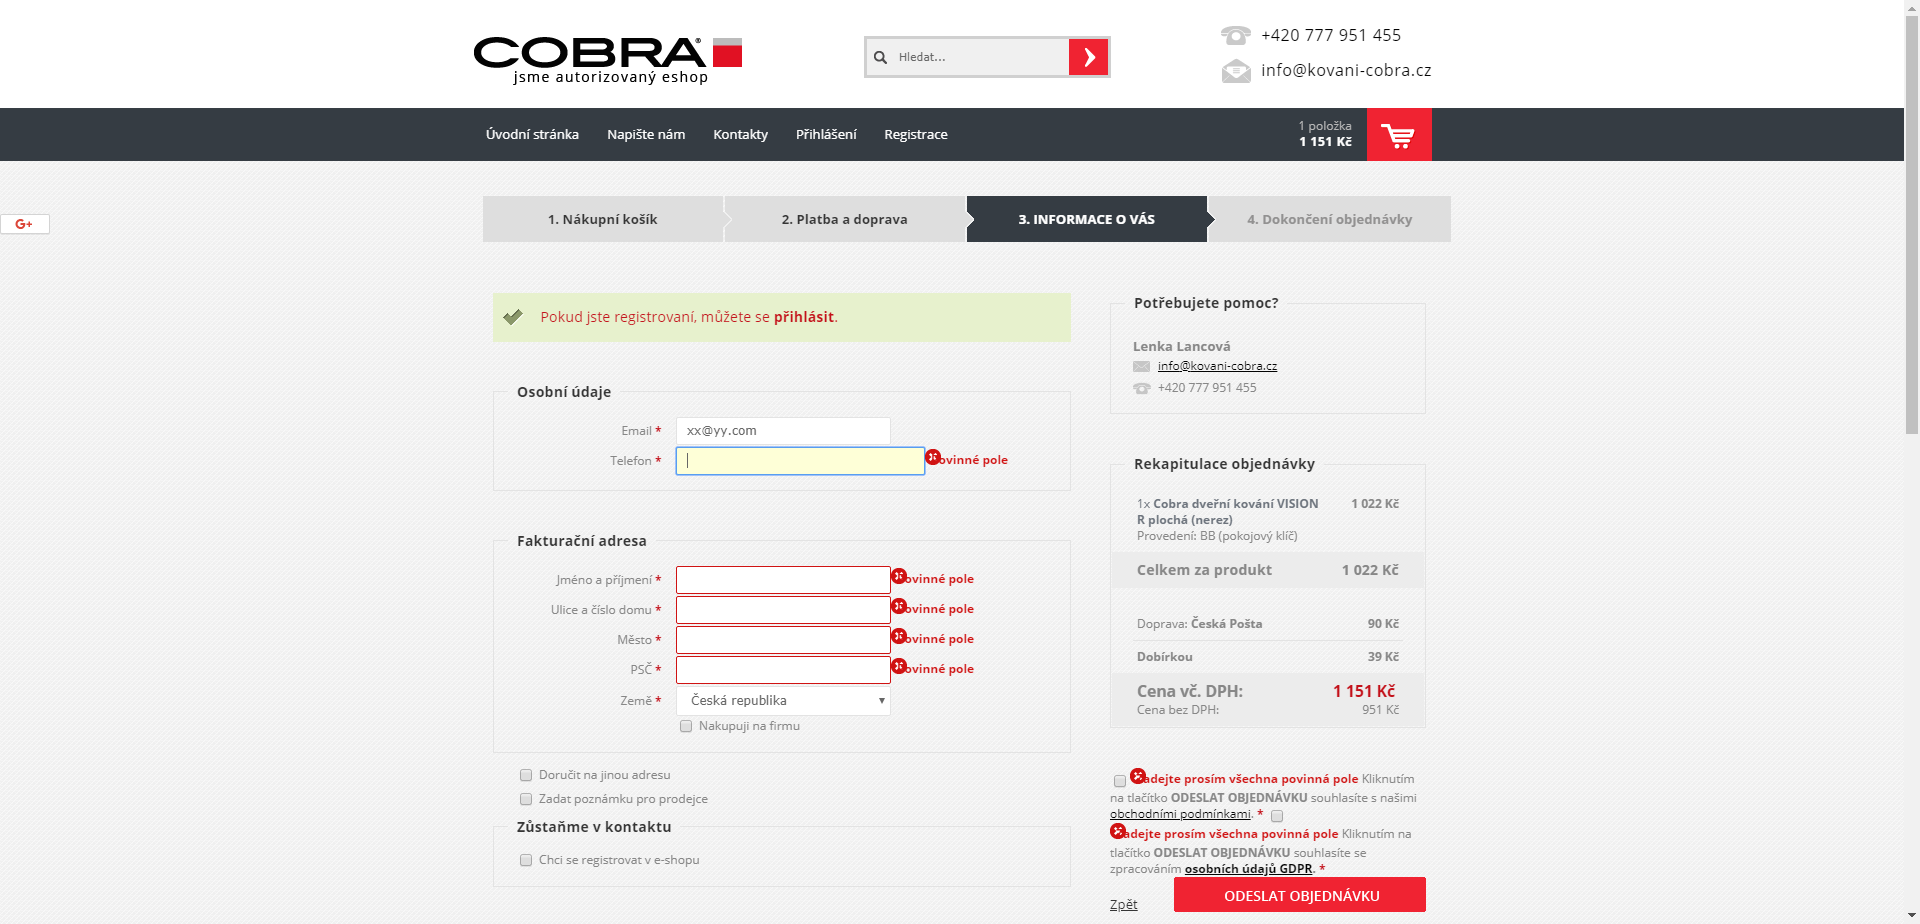 COBRA®
jsme autorizovaný eshop
Hledat...
+420 777 951 455
info@kovani-cobra.cz
Úvodní stránka
Napište nám
Kontakty
Přihlášení
Registrace
1 položka
1 151 Kč
G+
1. Nákupní košík
2. Platba a doprava
3. INFORMACE O VÁS
4. Dokončení objednávky
Pokud jste registrovaní, můžete se přihlásit.
Osobní údaje
Email *
xx@yy.com
Telefon *
ovinné pole
Fakturační adresa
Jméno a příjmení *
ovinné pole
Ulice a číslo domu *
ovinné pole
Město *
ovinné pole
PSČ *
ovinné pole
Země *
Česká republika
Nakupuji na firmu
Doručit na jinou adresu
Zadat poznámku pro prodejce
Zůstaňme v kontaktu
Chci se registrovat v e-shopu
Potřebujete pomoc?
Lenka Lancová
info@kovani-cobra.cz
+420 777 951 455
Rekapitulace objednávky
1x Cobra dveřní kování VISION 1 022 Kč
R plochá (nerez)
Provedení: BB (pokojový klíč)
Celkem za produkt 1 022 Kč
Doprava: Česká Pošta 90 Kč
Dobírkou 39 Kč
Cena vč. DPH: 1 151 Kč
Cena bez DPH: 951 Kč
adejte prosím všechna povinná pole Kliknutím
na tlačítko ODESLAT OBJEDNÁVKU souhlasíte s našimi
obchodními podmínkami. *
adejte prosím všechna povinná pole Kliknutím na
tlačítko ODESLAT OBJEDNÁVKU souhlasíte se
zpracováním osobních údajů GDPR. *
Zpět
ODESLAT OBJEDNÁVKU